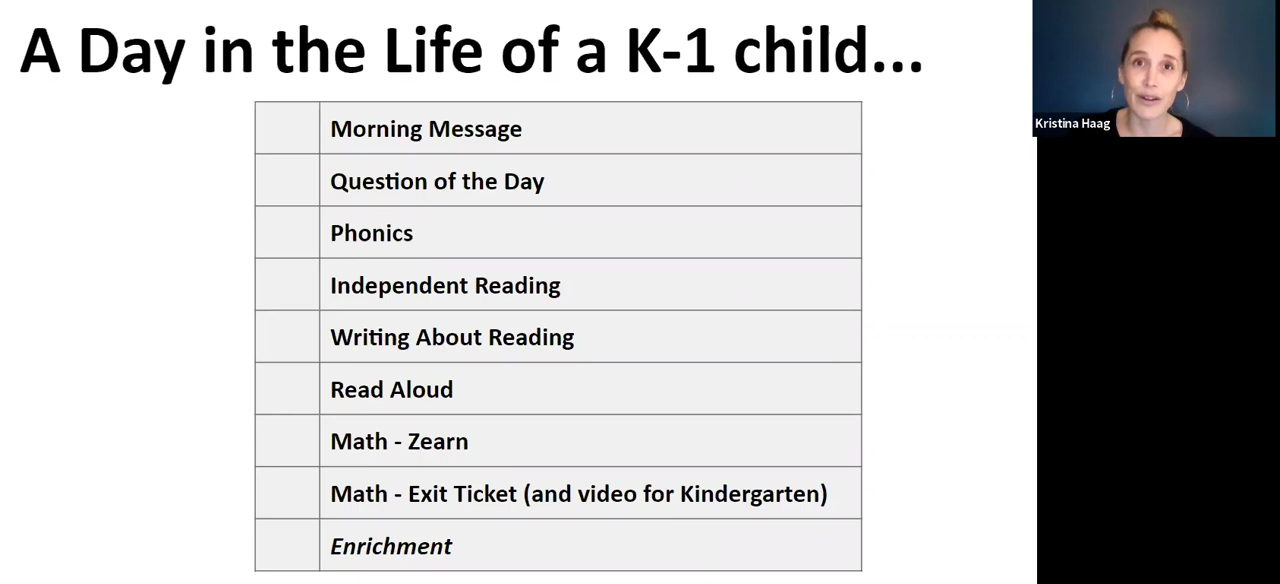 A Day in the Life of a K-1 child...
Kristina Haag
Morning Message
Question of the Day
Phonics
Independent Reading
Writing About Reading
Read Aloud
Math - Zearn
Math - Exit Ticket (and video for Kindergarten)
Enrichment